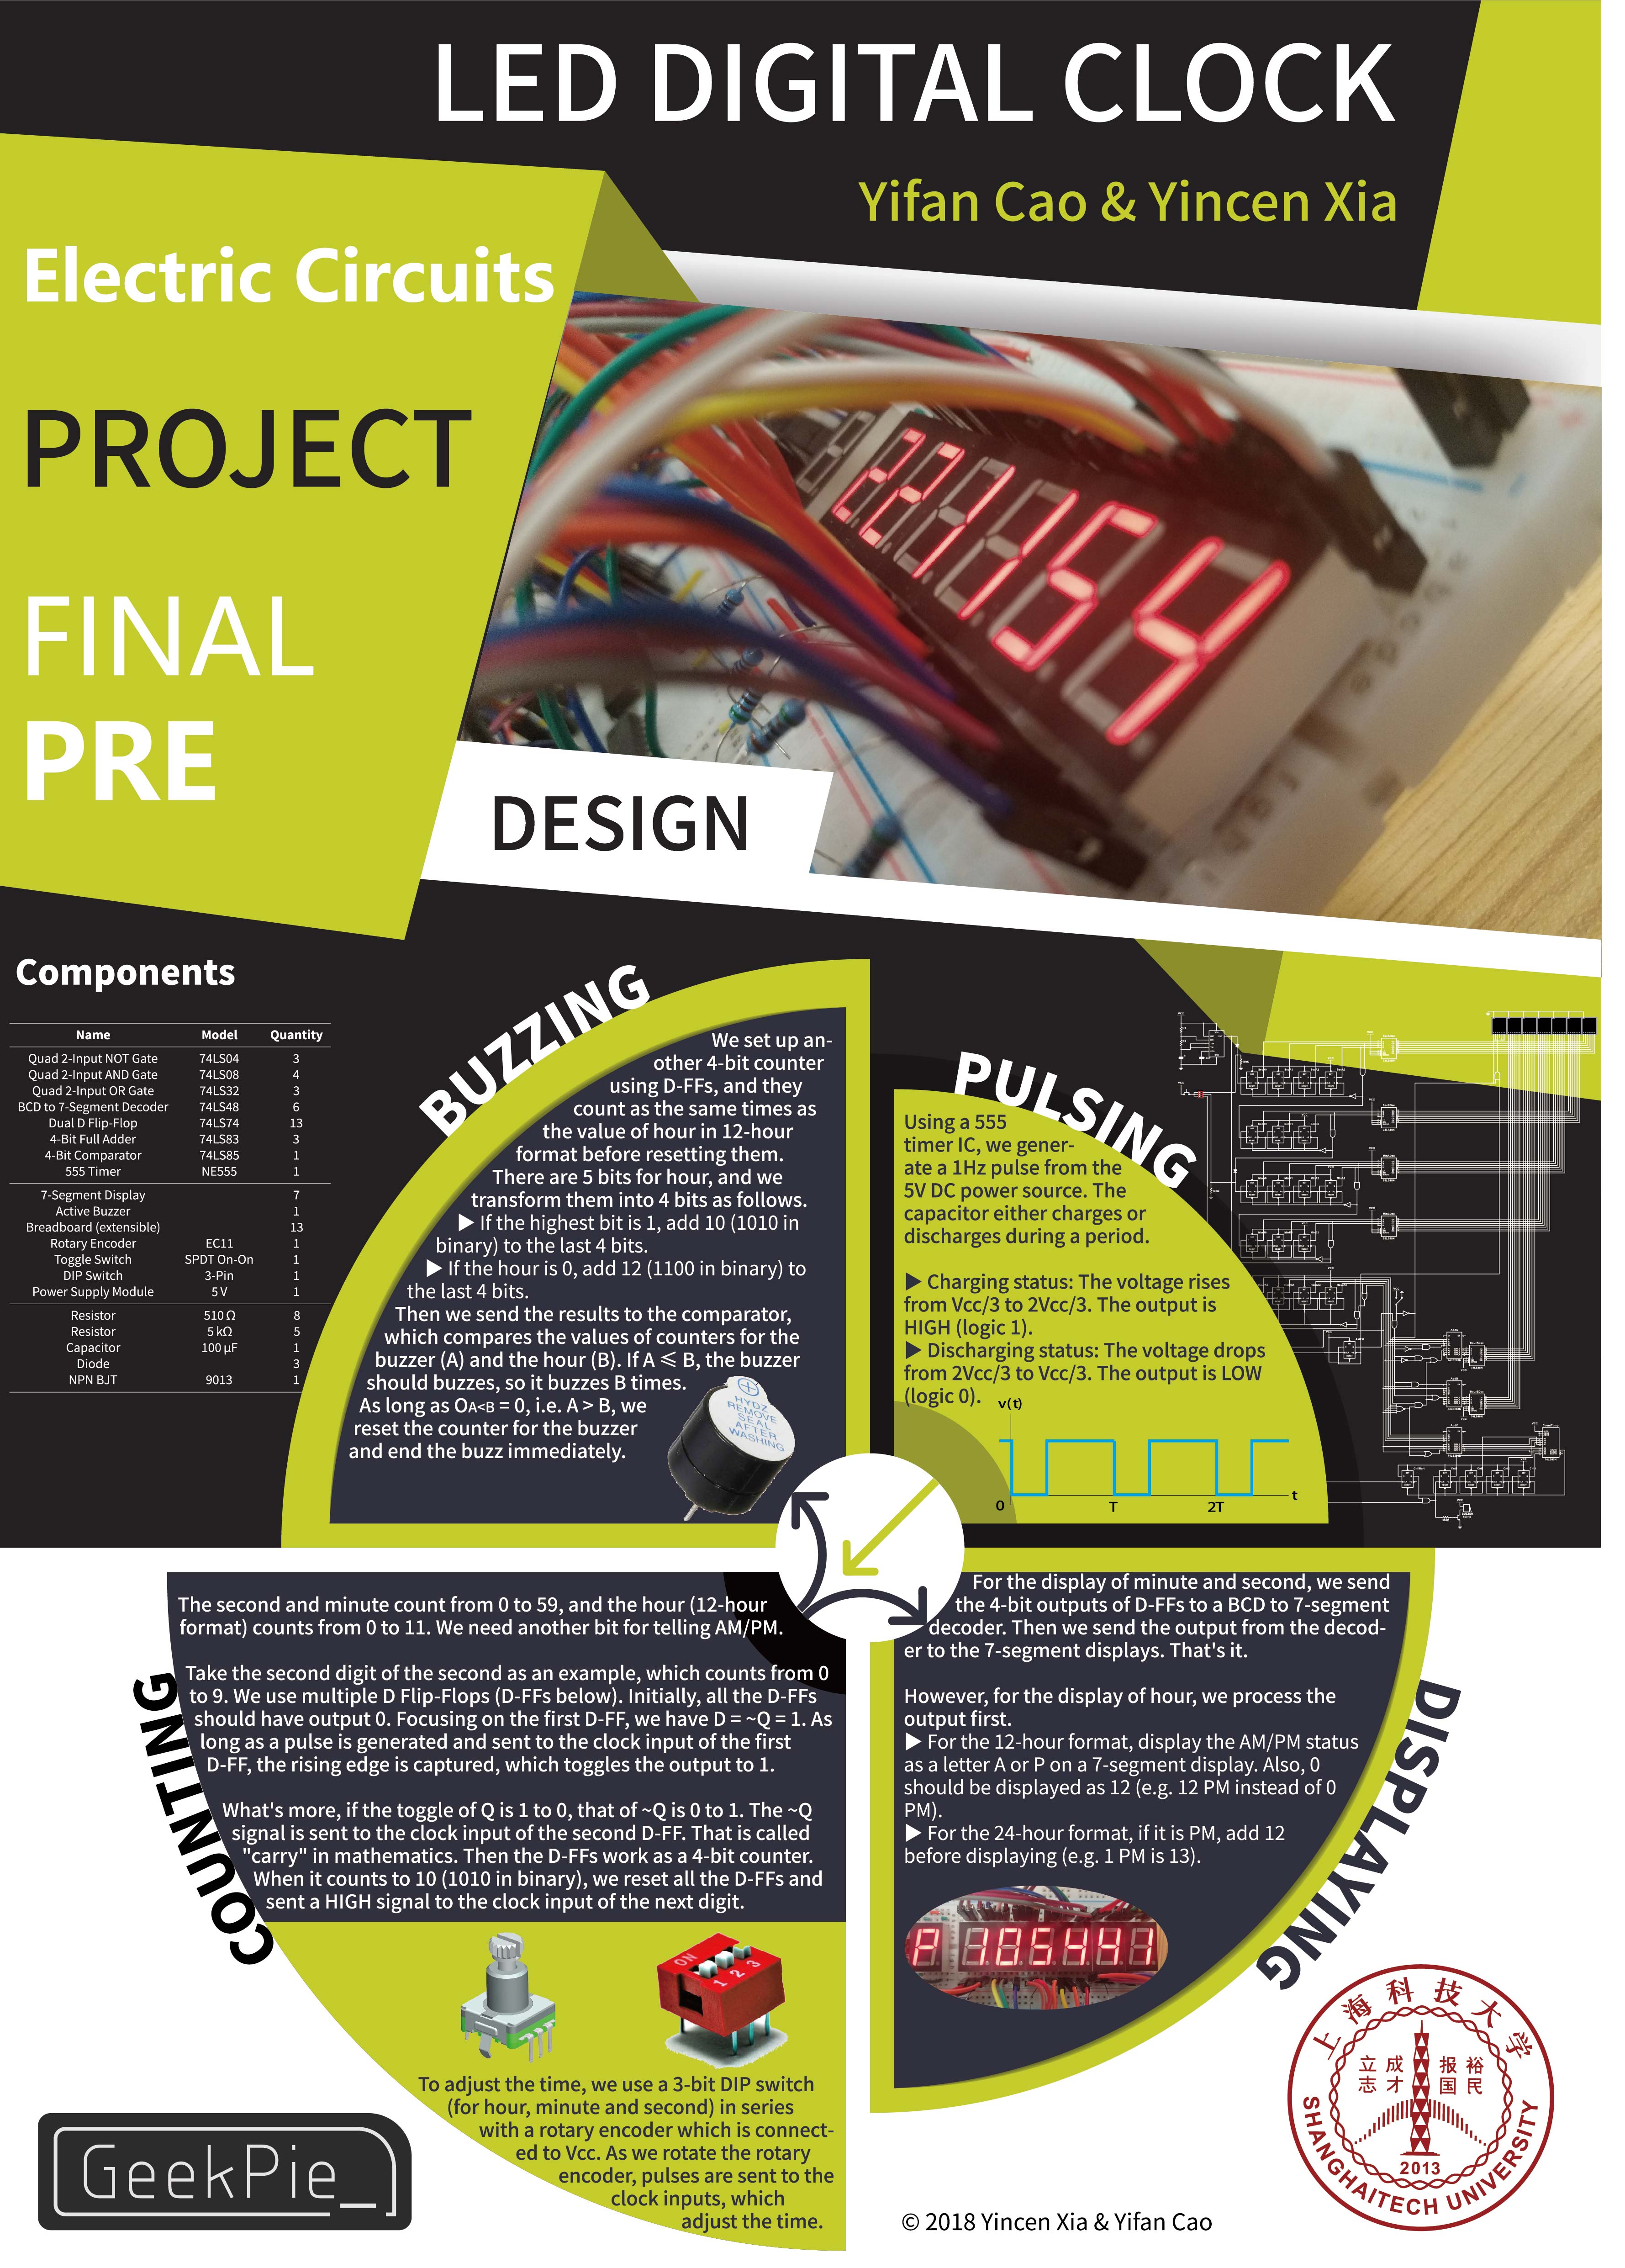 LED DIGITAL CLOCK
Yifan Cao & Yincen Xia
Electric Circuits
PROJECT
FINAL
PRE
DESIGN
221154
Components
Name Model Quantity
Quad 2-Input NOT Gate 74LS04 3
Quad 2-Input AND Gate 74LS08 4
Quad 2-Input OR Gate 74LS32 3
BCD to 7-Segment Decoder 74LS48 6
Dual D Flip-Flop 74LS74 13
4-Bit Full Adder 74LS83 3
4-Bit Comparator 74LS85 1
555 Timer NE555 1
7-Segment Display 7
Active Buzzer 1
Breadboard (extensible) 13
Rotary Encoder EC11 1
Toggle Switch SPDT On-On 1
DIP Switch 3-Pin 1
Power Supply Module 5 V 1
Resistor 510 Ω 8
Resistor 5 kΩ 5
Capacitor 100 μF 1
Diode 3
NPN BJT 9013 1
BUZZING
We set up an-
other 4-bit counter
using D-FFs, and they
count as the same times as
the value of hour in 12-hour
format before resetting them.
There are 5 bits for hour, and we
transform them into 4 bits as follows.
▶ If the highest bit is 1, add 10 (1010 in
binary) to the last 4 bits.
▶ If the hour is 0, add 12 (1100 in binary) to
the last 4 bits.
Then we send the results to the comparator,
which compares the values of counters for the
buzzer (A) and the hour (B). If A ⩽ B, the buzzer
should buzzes, so it buzzes B times.
As long as OA<B = 0, i.e. A > B, we
reset the counter for the buzzer
and end the buzz immediately.
HYDZ
REMOVE
SEAL
AFTER
WASHING
PULSING
Using a 555
timer IC, we gener-
ate a 1Hz pulse from the
5V DC power source. The
capacitor either charges or
discharges during a period.
▶ Charging status: The voltage rises
from Vcc/3 to 2Vcc/3. The output is
HIGH (logic 1).
▶ Discharging status: The voltage drops
from 2Vcc/3 to Vcc/3. The output is LOW
(logic 0).
v(t)
0 T 2T t
COUNTING
The second and minute count from 0 to 59, and the hour (12-hour
format) counts from 0 to 11. We need another bit for telling AM/PM.
Take the second digit of the second as an example, which counts from 0
to 9. We use multiple D Flip-Flops (D-FFs below). Initially, all the D-FFs
should have output 0. Focusing on the first D-FF, we have D = ~Q = 1. As
long as a pulse is generated and sent to the clock input of the first
D-FF, the rising edge is captured, which toggles the output to 1.
What's more, if the toggle of Q is 1 to 0, that of ~Q is 0 to 1. The ~Q
signal is sent to the clock input of the second D-FF. That is called
"carry" in mathematics. Then the D-FFs work as a 4-bit counter.
When it counts to 10 (1010 in binary), we reset all the D-FFs and
sent a HIGH signal to the clock input of the next digit.
ON
1 2 3
To adjust the time, we use a 3-bit DIP switch
(for hour, minute and second) in series
with a rotary encoder which is connect-
ed to Vcc. As we rotate the rotary
encoder, pulses are sent to the
clock inputs, which
adjust the time.
DISPLAYING
For the display of minute and second, we send
the 4-bit outputs of D-FFs to a BCD to 7-segment
decoder. Then we send the output from the decod-
er to the 7-segment displays. That's it.
However, for the display of hour, we process the
output first.
▶ For the 12-hour format, display the AM/PM status
as a letter A or P on a 7-segment display. Also, 0
should be displayed as 12 (e.g. 12 PM instead of 0
PM).
▶ For the 24-hour format, if it is PM, add 12
before displaying (e.g. 1 PM is 13).
P 105441
GeekPie_
© 2018 Yincen Xia & Yifan Cao
上海科技大学
立志 成才 报国 裕民
2013
SHANGHAITECH UNIVERSITY